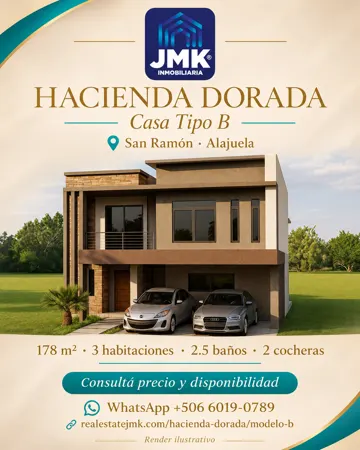 JMK®
INMOBILIARIA
HACIENDA DORADA
Casa Tipo B
San Ramón • Alajuela
178 m² • 3 habitaciones • 2.5 baños • 2 cocheras
Consultá precio y disponibilidad
WhatsApp +506 6019-0789
realestatejmk.com/hacienda-dorada/modelo-b
Render ilustrativo